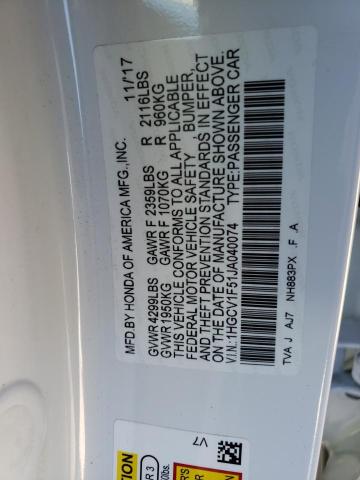 MFD BY HONDA OF AMERICA MFG.,INC. 11/17
GVWR 4299LBS GAWR F 2359LBS R 2116LBS
GVWR 1950KG GAWR F 1070KG R 960KG
THIS VEHICLE CONFORMS TO ALL APPLICABLE
FEDERAL MOTOR VEHICLE SAFETY, BUMPER,
AND THEFT PREVENTION STANDARDS IN EFFECT
ON THE DATE OF MANUFACTURE SHOWN ABOVE.
V.I.N:1HGCV1F51JA040074 TYPE:PASSENGER CAR
TVA J AJ7 NH883PX .F .A
V7